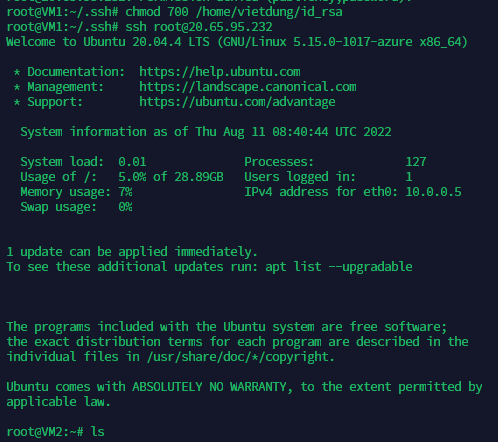 root@VM1:~/.ssh# chmod 700 /home/vietdung/id_rsa
root@VM1:~/.ssh# ssh root@20.65.95.232
Welcome to Ubuntu 20.04.4 LTS (GNU/Linux 5.15.0-1017-azure x86_64)
* Documentation: https://help.ubuntu.com
* Management: https://landscape.canonical.com
* Support: https://ubuntu.com/advantage
System information as of Thu Aug 11 08:40:44 UTC 2022
System load: 0.01 Processes: 127
Usage of /: 5.0% of 28.89GB Users logged in: 1
Memory usage: 7% IPv4 address for eth0: 10.0.0.5
Swap usage: 0%
1 update can be applied immediately.
To see these additional updates run: apt list --upgradable
The programs included with the Ubuntu system are free software;
the exact distribution terms for each program are described in the
individual files in /usr/share/doc/*/copyright.
Ubuntu comes with ABSOLUTELY NO WARRANTY, to the extent permitted by
applicable law.
root@VM2:~# ls